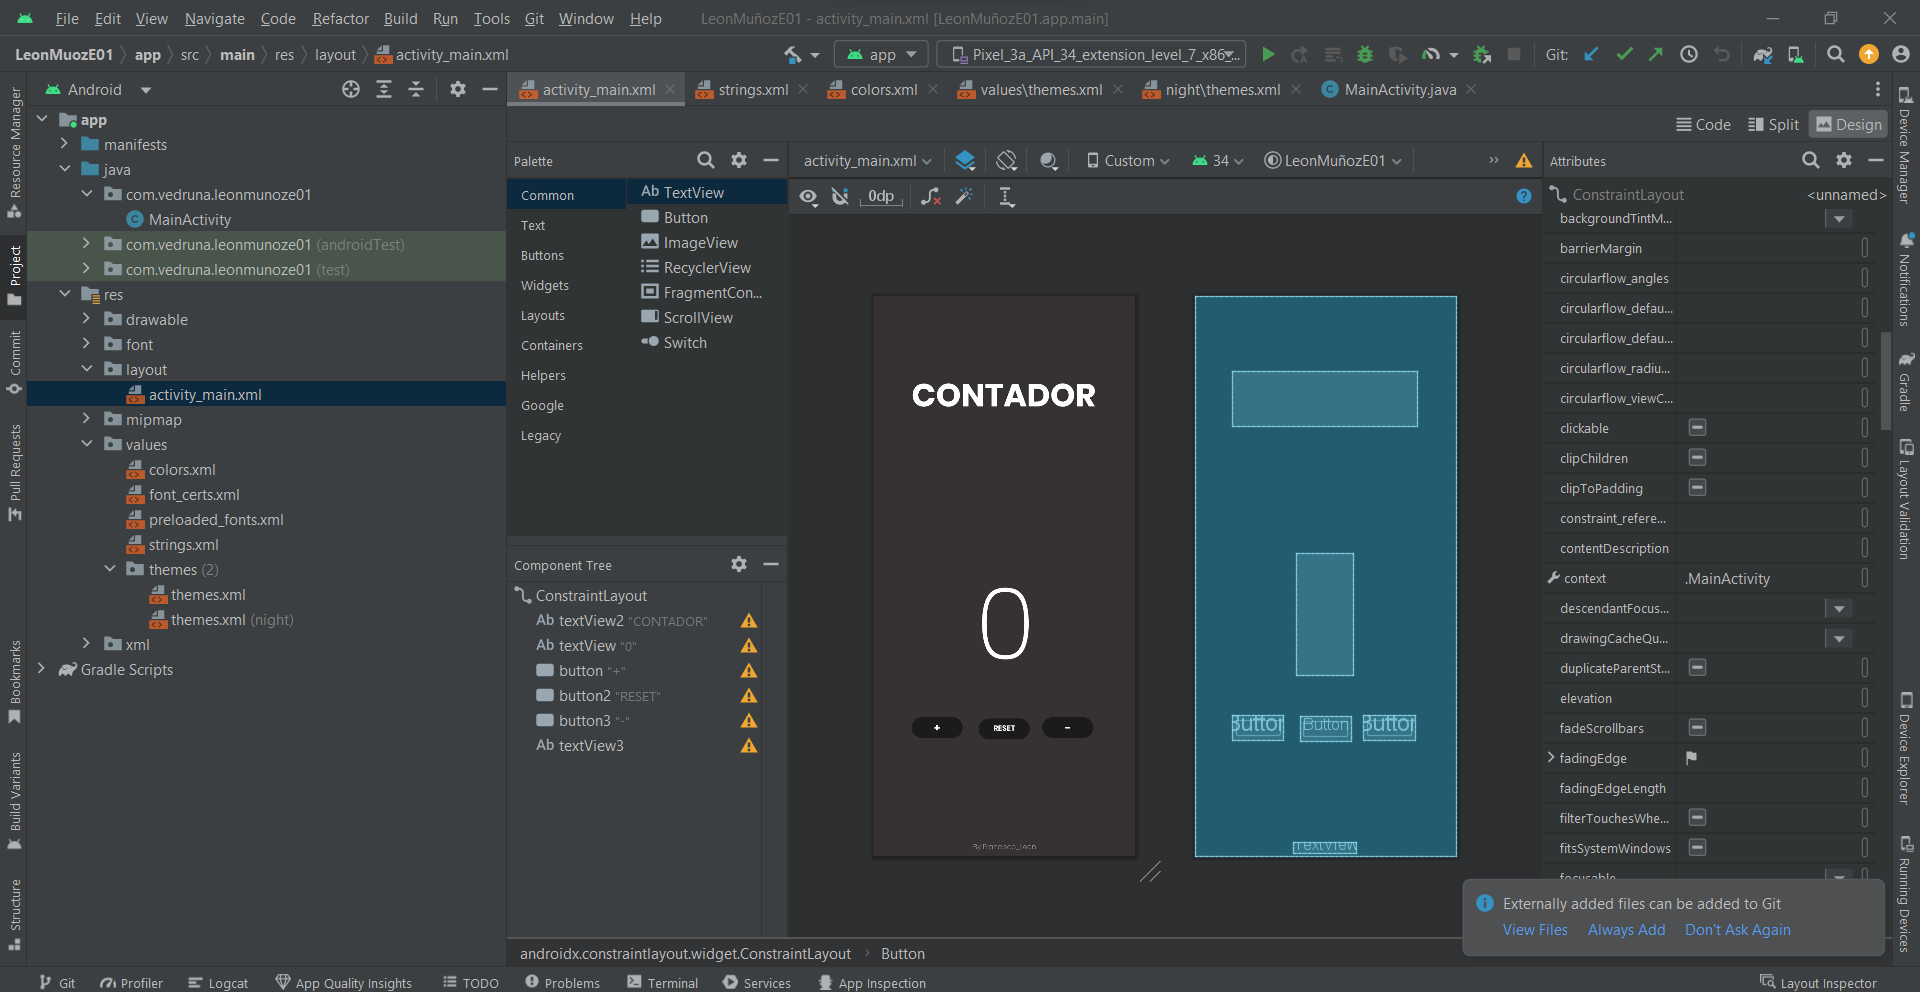 File Edit View Navigate Code Refactor Build Run Tools Git Window Help LeonMuñozE01 - activity_main.xml [LeonMuñozE01.app.main]
LeonMuozE01 app src main res layout activity_main.xml app Pixel_3a_API_34_extension_level_7_x86... Git:
Android
activity_main.xml strings.xml colors.xml values\themes.xml night\themes.xml MainActivity.java
Code Split Design
Resource Manager
Project
Commit
Pull Requests
Bookmarks
Build Variants
Structure
app
manifests
java
com.vedruna.leonmunoze01
MainActivity
com.vedruna.leonmunoze01 (androidTest)
com.vedruna.leonmunoze01 (test)
res
drawable
font
layout
activity_main.xml
mipmap
values
colors.xml
font_certs.xml
preloaded_fonts.xml
strings.xml
themes (2)
themes.xml
themes.xml (night)
xml
Gradle Scripts
Palette
Common
Text
Buttons
Widgets
Layouts
Containers
Helpers
Google
Legacy
Ab TextView
Button
ImageView
RecyclerView
FragmentCon...
ScrollView
Switch
Component Tree
ConstraintLayout
Ab textView2 "CONTADOR"
Ab textView "0"
button "+"
button2 "RESET"
button3 "-"
Ab textView3
activity_main.xml Custom 34 LeonMuñozE01
0dp
CONTADOR
0
+ RESET -
By Francisco_Leon
Button Button Button
TextView
Attributes
ConstraintLayout <unnamed>
backgroundTintM...
barrierMargin
circularflow_angles
circularflow_defau...
circularflow_defau...
circularflow_radiu...
circularflow_viewC...
clickable
clipChildren
clipToPadding
constraint_refere...
contentDescription
context .MainActivity
descendantFocus...
drawingCacheQu...
duplicateParentSt...
elevation
fadeScrollbars
fadingEdge
fadingEdgeLength
filterTouchesWhe...
fitsSystemWindows
focusable
Externally added files can be added to Git
View Files Always Add Don't Ask Again
Device Manager
Notifications
Gradle
Layout Validation
Device Explorer
Running Devices
androidx.constraintlayout.widget.ConstraintLayout Button
Git Profiler Logcat App Quality Insights TODO Problems Terminal Services App Inspection Layout Inspector